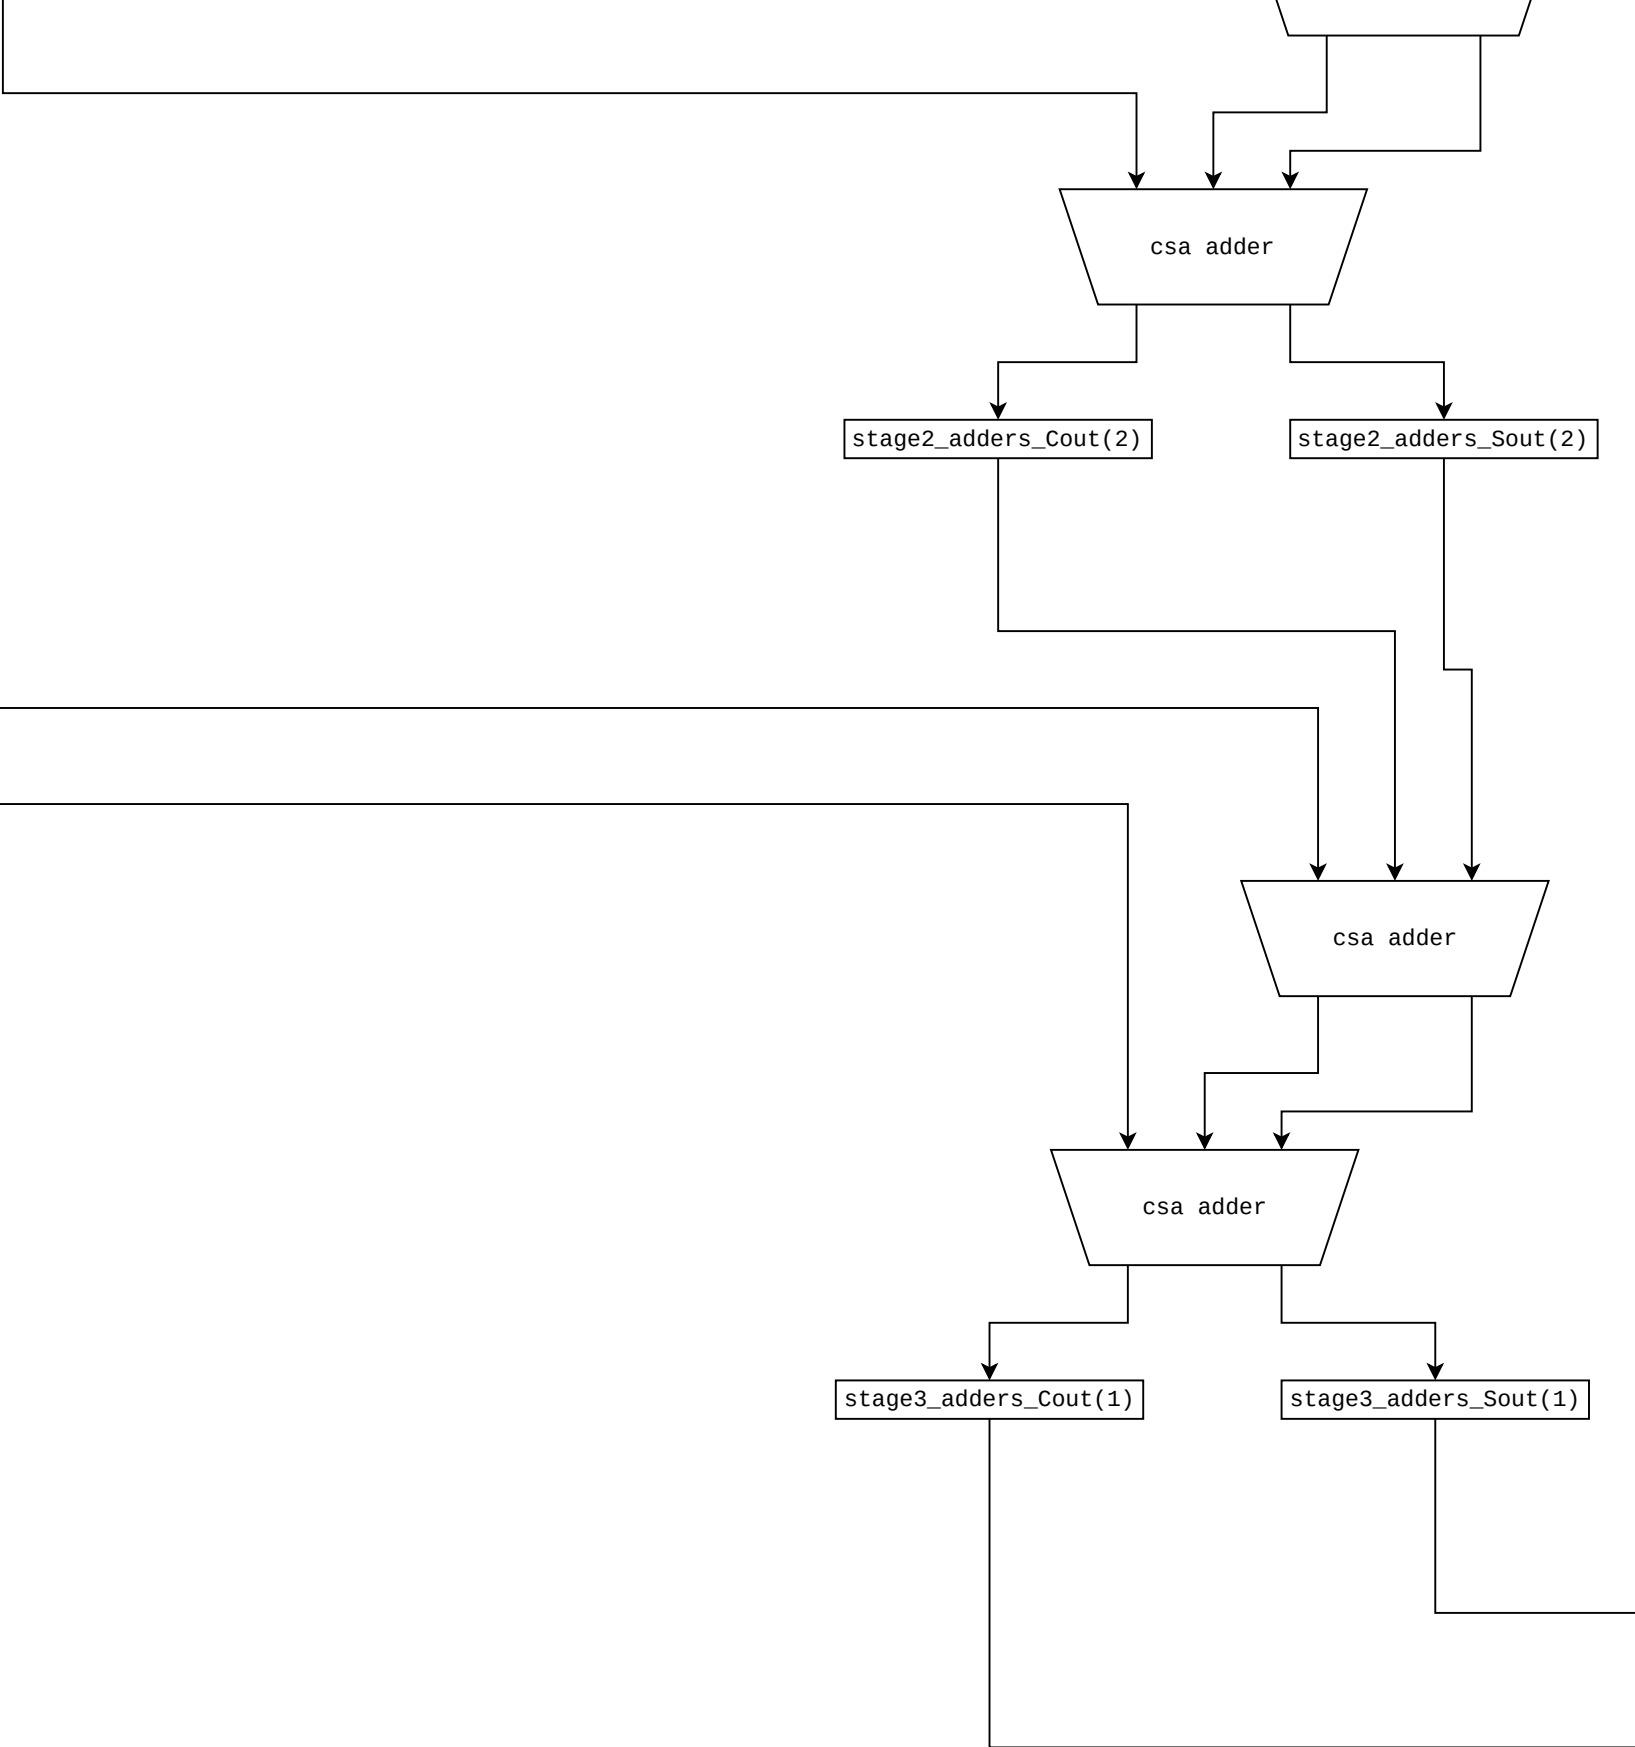 csa adder
stage2_adders_Cout(2)
stage2_adders_Sout(2)
csa adder
csa adder
stage3_adders_Cout(1)
stage3_adders_Sout(1)